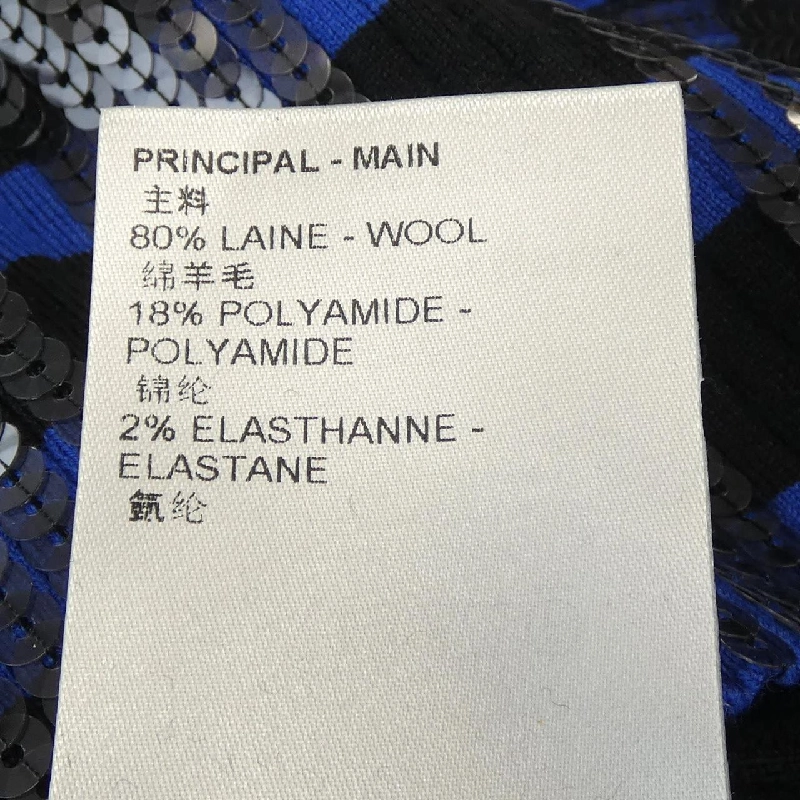 PRINCIPAL - MAIN
主料
80% LAINE - WOOL
绵羊毛
18% POLYAMIDE -
POLYAMIDE
锦纶
2% ELASTHANNE -
ELASTANE
氨纶